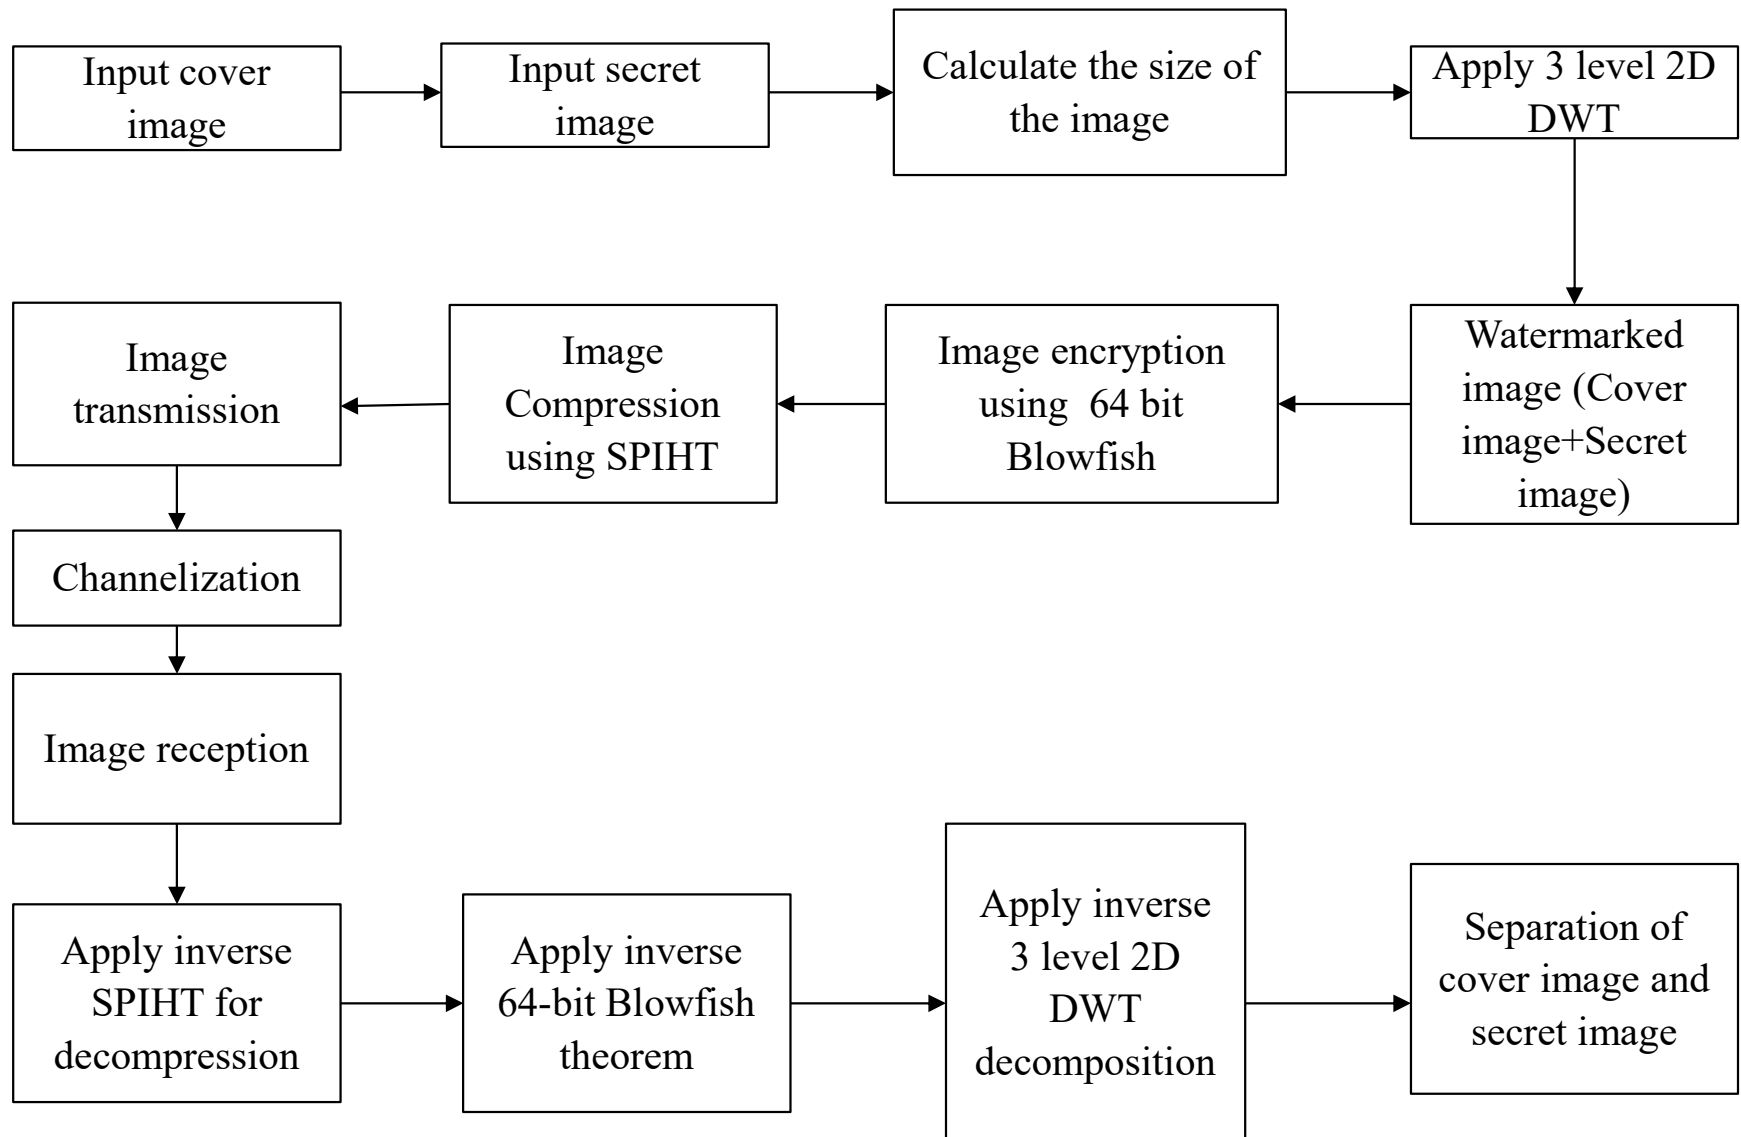 Input cover
image
Input secret
image
Calculate the size of
the image
Apply 3 level 2D
DWT
Watermarked
image (Cover
image+Secret
image)
Image encryption
using  64 bit
Blowfish
Image
Compression
using SPIHT
Image
transmission
Channelization
Image reception
Apply inverse
SPIHT for
decompression
Apply inverse
64-bit Blowfish
theorem
Apply inverse
3 level 2D
DWT
decomposition
Separation of
cover image and
secret image